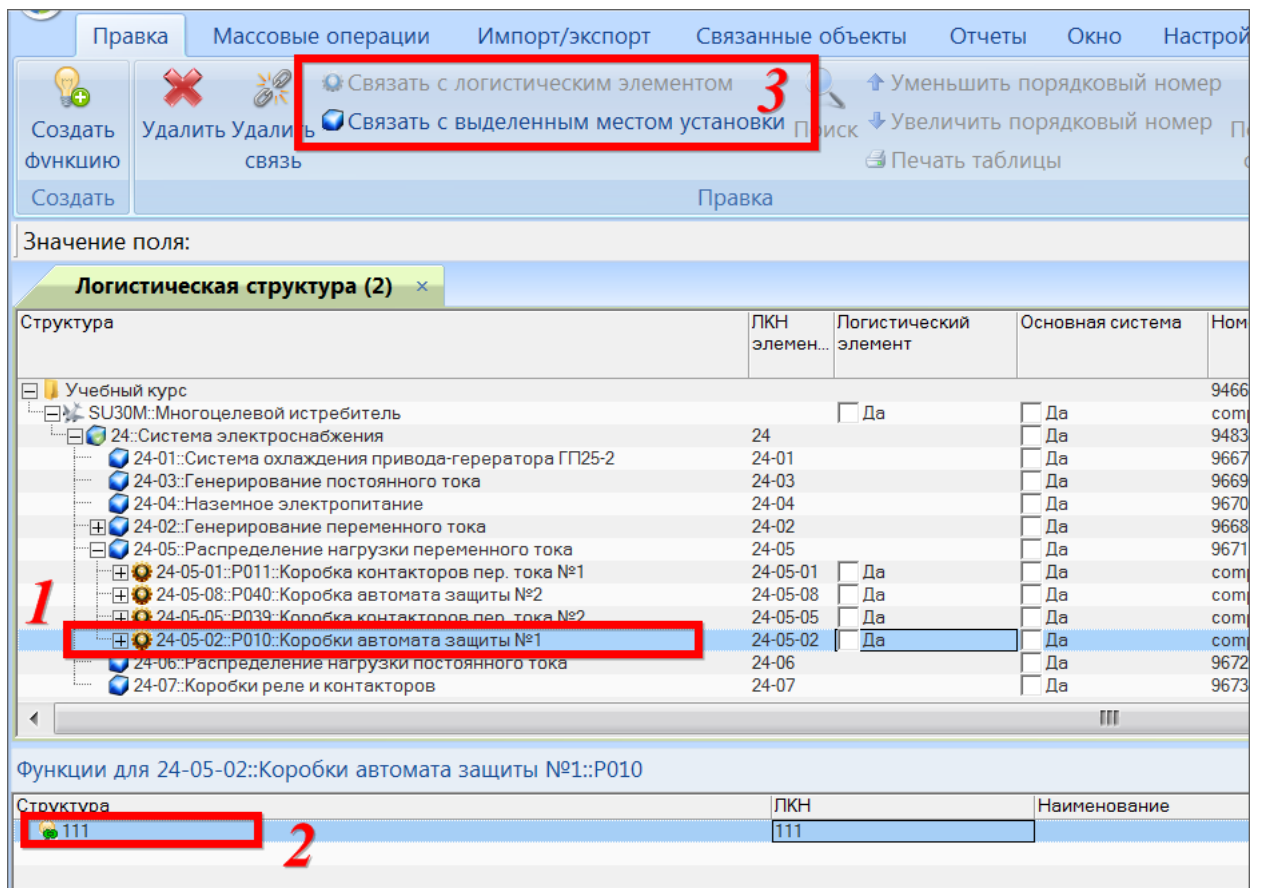 Правка Массовые операции Импорт/экспорт Связанные объекты Отчеты Окно Настрой
Связать с логистическим элементом 3 Уменьшить порядковый номер
Создать Удалить Удалить Связать с выделенным местом установки Поиск Увеличить порядковый номер
функцию связь Печать таблицы
Создать Правка
Значение поля:
Логистическая структура (2) ×
Структура ЛКН Логистический Основная система Ном
элемен... элемент
Учебный курс 9466
SU30M::Многоцелевой истребитель Да Да com
24::Система электроснабжения 24 Да 9483
24-01::Система охлаждения привода-герератора ГП25-2 24-01 Да 9667
24-03::Генерирование постоянного тока 24-03 Да 9669
24-04::Наземное электропитание 24-04 Да 9670
24-02::Генерирование переменного тока 24-02 Да 9668
24-05::Распределение нагрузки переменного тока 24-05 Да 9671
24-05-01::P011::Коробка контакторов пер. тока №1 24-05-01 Да Да com
1 24-05-08::P040::Коробка автомата защиты №2 24-05-08 Да Да com
24-05-05::P039::Коробка контакторов пер. тока №2 24-05-05 Да Да com
24-05-02::P010::Коробки автомата защиты №1 24-05-02 Да Да com
24-06::Распределение нагрузки постоянного тока 24-06 Да 9672
24-07::Коробки реле и контакторов 24-07 Да 9673
Функции для 24-05-02::Коробки автомата защиты №1::P010
Структура ЛКН Наименование
111 2 111